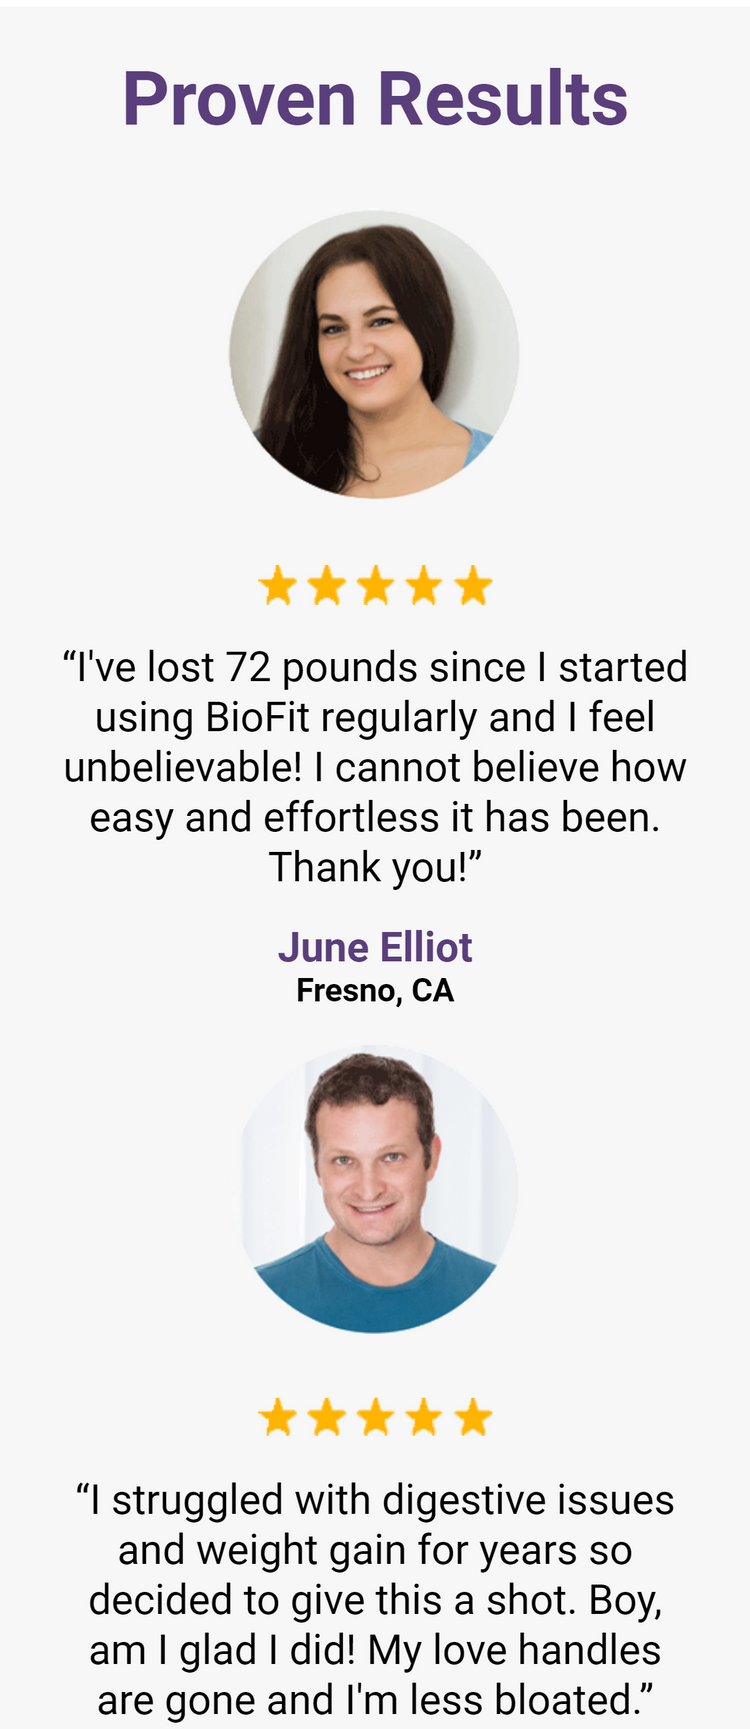 Proven Results
“I've lost 72 pounds since I started
using BioFit regularly and I feel
unbelievable! I cannot believe how
easy and effortless it has been.
Thank you!”
June Elliot
Fresno, CA
“I struggled with digestive issues
and weight gain for years so
decided to give this a shot. Boy,
am I glad I did! My love handles
are gone and I'm less bloated.”